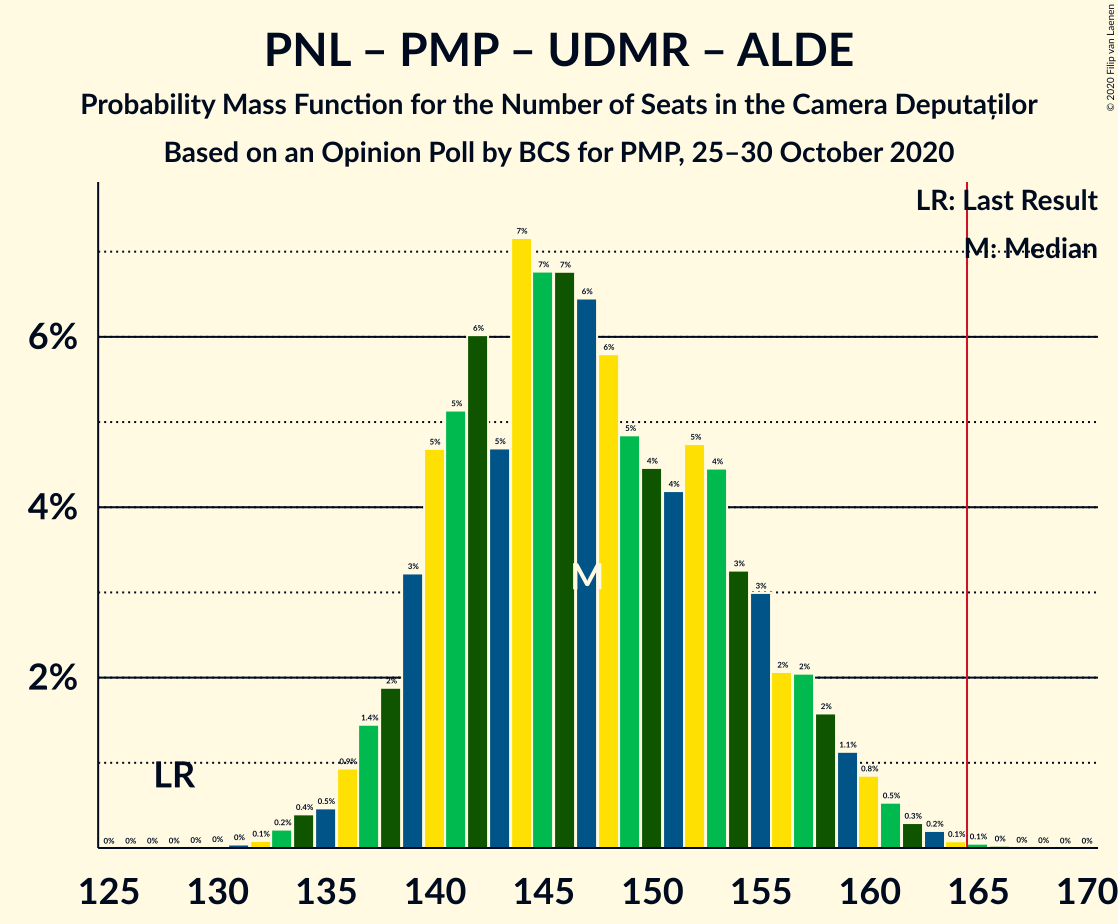 PNL – PMP – UDMR – ALDE
Probability Mass Function for the Number of Seats in the Camera Deputaților
Based on an Opinion Poll by BCS for PMP, 25–30 October 2020
© 2020 Filip van Laenen
LR: Last Result
M: Median
6%
4%
2%
0% 0% 0% 0% 0% 0% 0% 0.1% 0.2% 0.4% 0.5% 0.9% 1.4% 2% 3% 5% 5% 6% 5% 7% 7% 7% 6% 6% 5% 4% 4% 5% 4% 3% 3% 2% 2% 2% 1.1% 0.8% 0.5% 0.3% 0.2% 0.1% 0.1% 0% 0% 0% 0% 0%
M
LR
125 130 135 140 145 150 155 160 165 170